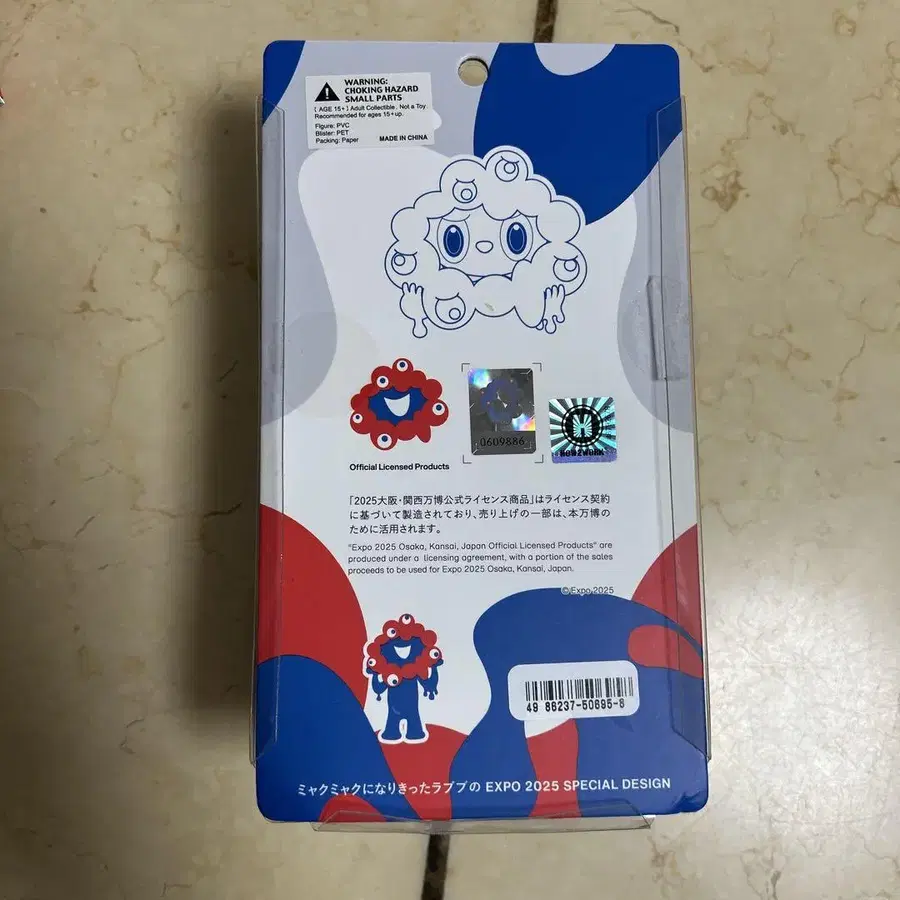 WARNING:
CHOKING HAZARD
SMALL PARTS
[ AGE 15+ ] Adult Collectible. Not a Toy
Recommended for ages 15+up.
Figure: PVC
Blister: PET
Packing: Paper
MADE IN CHINA
0609886
HOW2WORK
Official Licensed Products
「2025大阪・関西万博公式ライセンス商品」はライセンス契約
に基づいて製造されており、売り上げの一部は、本万博の
ために活用されます。
"Expo 2025 Osaka, Kansai, Japan Official Licensed Products" are
produced under a licensing agreement, with a portion of the sales
proceeds to be used for Expo 2025 Osaka, Kansai, Japan.
©Expo 2025
49 86237-50695-8
ミャクミャクになりきったラブブの EXPO 2025 SPECIAL DESIGN